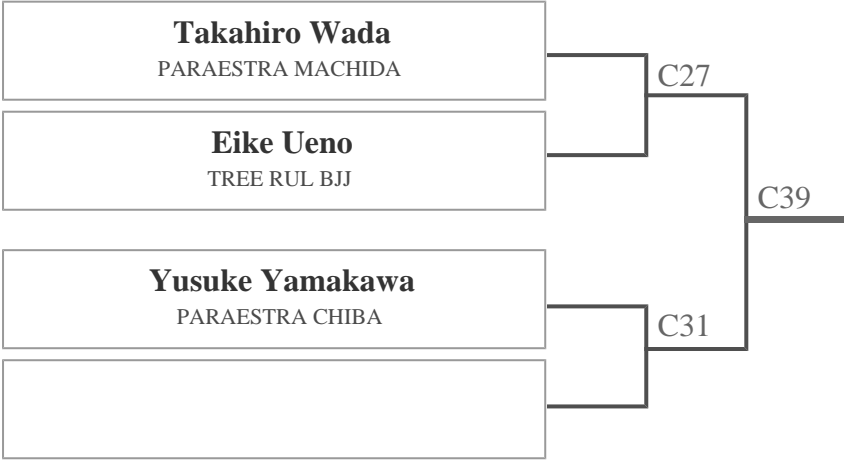 Takahiro Wada
PARAESTRA MACHIDA
C27
Eike Ueno
TREE RUL BJJ
C39
Yusuke Yamakawa
PARAESTRA CHIBA
C31